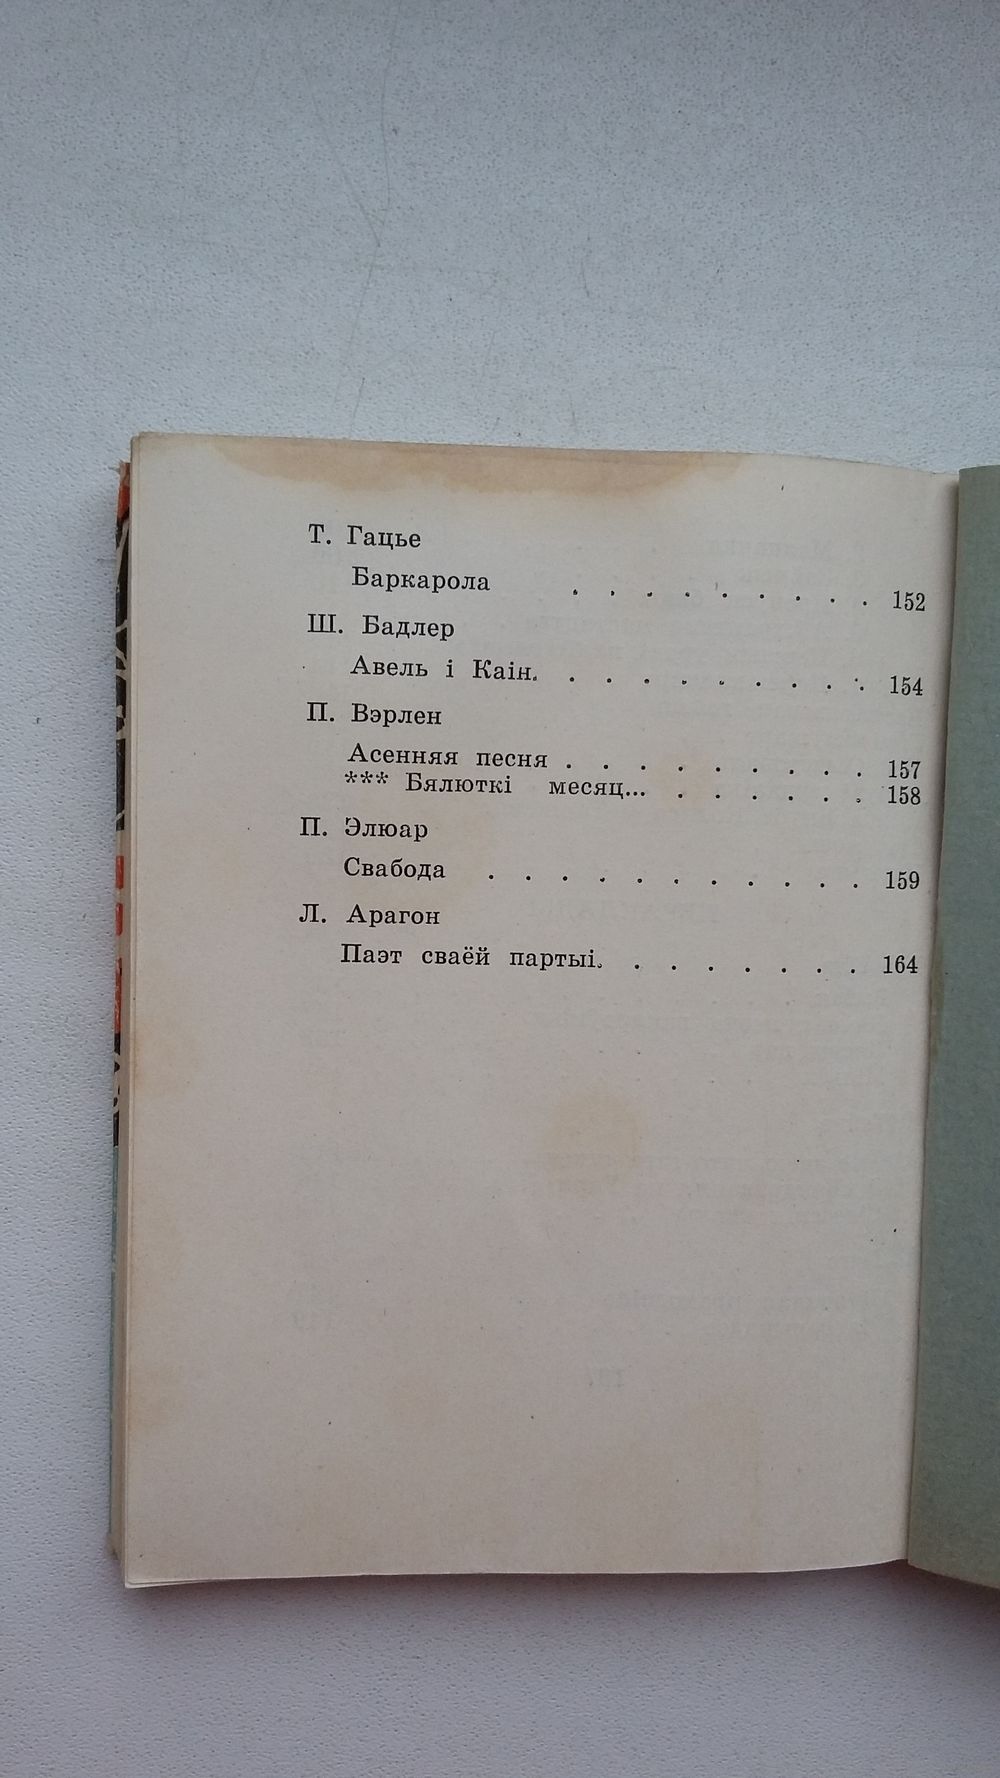 Т. Гацье
Баркарола . . . . . . . . . 152
Ш. Бадлер
Авель і Каін. . . . . . . . . . 154
П. Вэрлен
Асенняя песня . . . . . . . . . 157
*** Бялюткі месяц... . . . . . . 158
П. Элюар
Свабода . . . . . . . . . . . 159
Л. Арагон
Паэт сваёй партыі. . . . . . . . 164